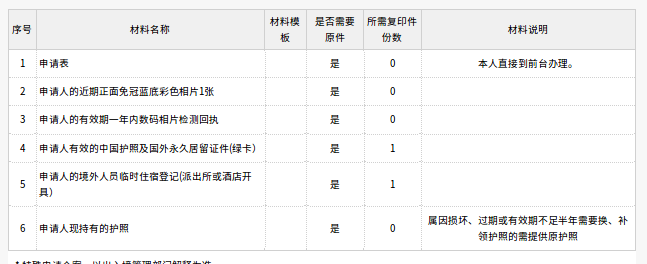 序号 材料名称 材料模板 是否需要原件 所需复印件份数 材料说明
1 申请表 是 0 本人直接到前台办理。
2 申请人的近期正面免冠蓝底彩色相片1张 是 0
3 申请人的有效期一年内数码相片检测回执 是 0
4 申请人有效的中国护照及国外永久居留证件(绿卡) 是 1
5 申请人的境外人员临时住宿登记(派出所或酒店开具) 是 1
6 申请人现持有的护照 是 0 属因损坏、过期或有效期不足半年需要换、补
领护照的需提供原护照